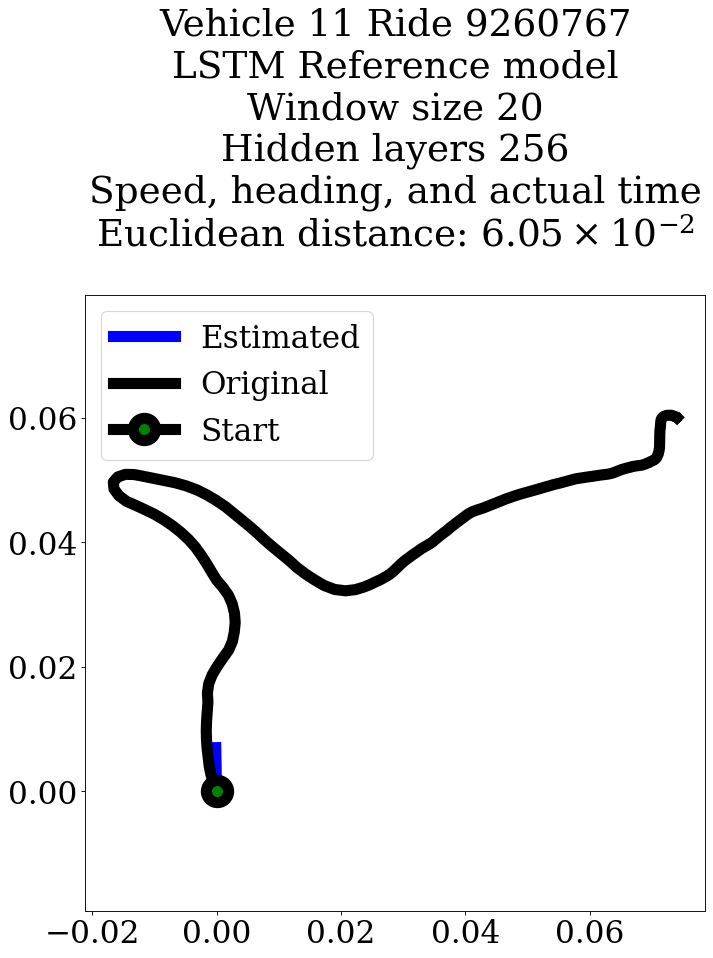 Vehicle 11 Ride 9260767
LSTM Reference model
Window size 20
Hidden layers 256
Speed, heading, and actual time
Euclidean distance: 6.05 × 10⁻²
Estimated
Original
Start
0.06
0.04
0.02
0.00
−0.02 0.00 0.02 0.04 0.06